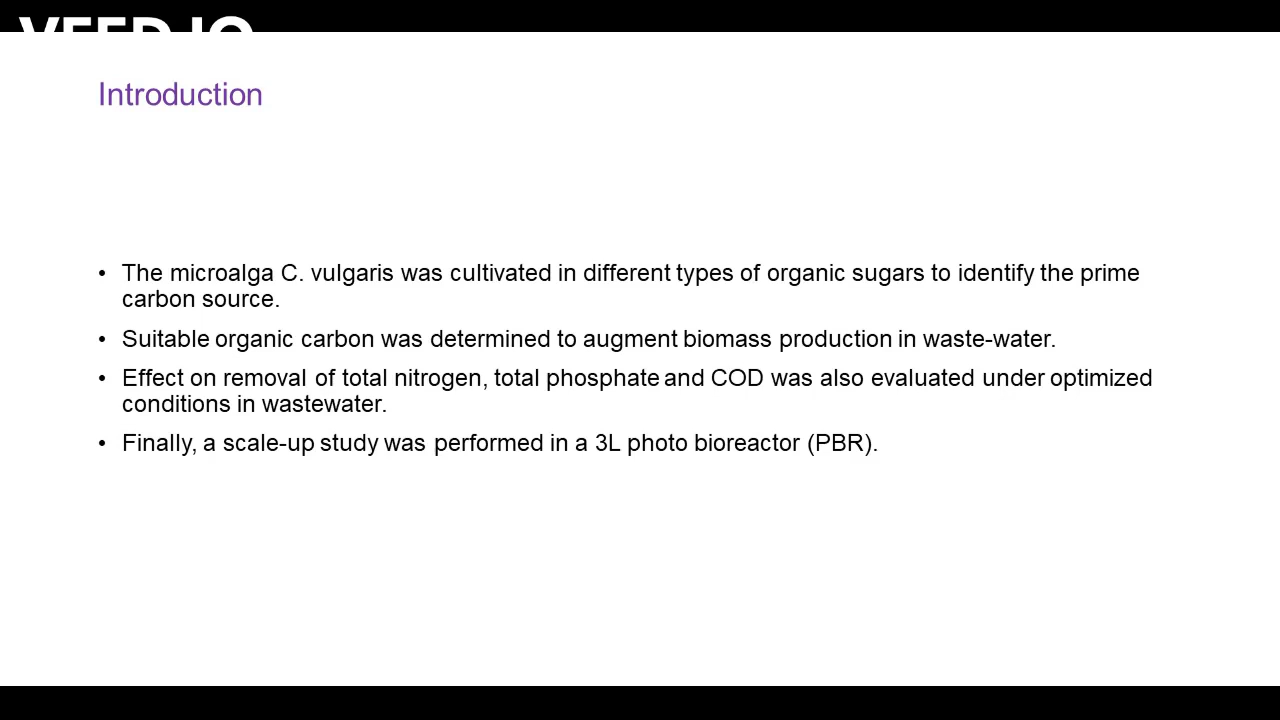 VEED.IO
Introduction
• The microalga C. vulgaris was cultivated in different types of organic sugars to identify the prime
carbon source.
• Suitable organic carbon was determined to augment biomass production in waste-water.
• Effect on removal of total nitrogen, total phosphate and COD was also evaluated under optimized
conditions in wastewater.
• Finally, a scale-up study was performed in a 3L photo bioreactor (PBR).